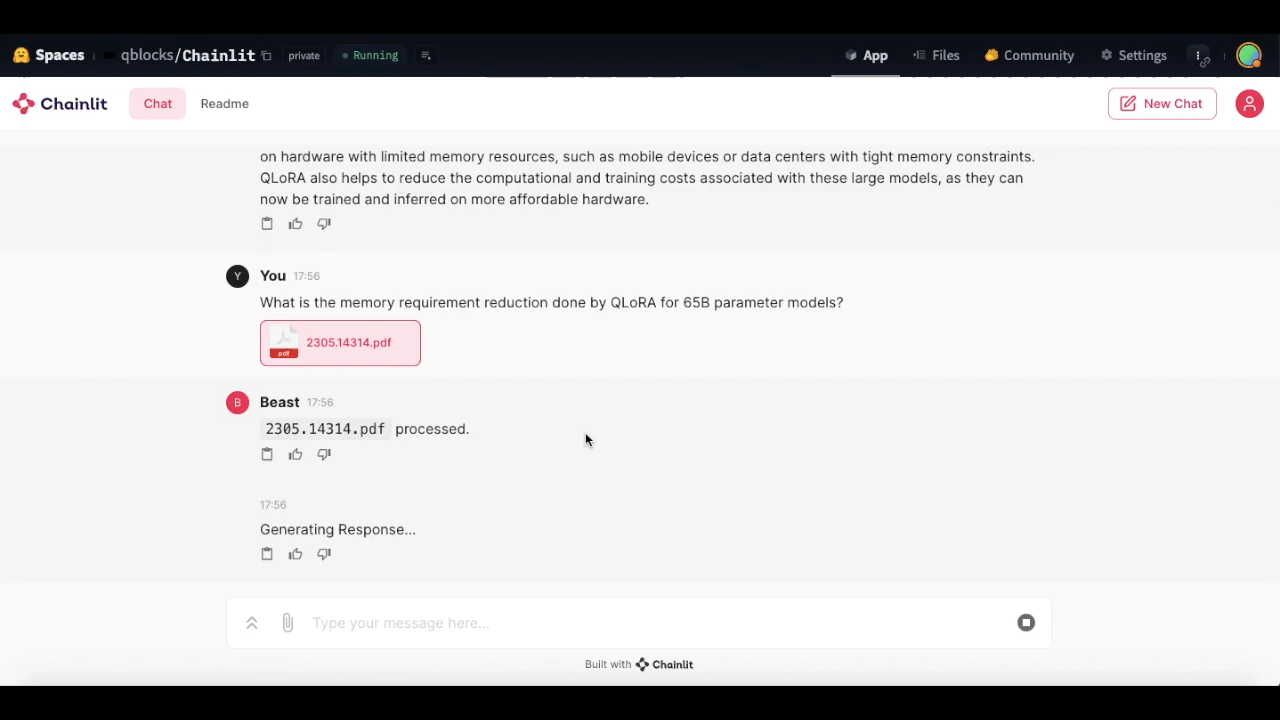 Spaces qblocks/Chainlit private Running App Files Community Settings
Chainlit Chat Readme New Chat
on hardware with limited memory resources, such as mobile devices or data centers with tight memory constraints.
QLoRA also helps to reduce the computational and training costs associated with these large models, as they can
now be trained and inferred on more affordable hardware.
Y You 17:56
What is the memory requirement reduction done by QLoRA for 65B parameter models?
2305.14314.pdf
pdf
B Beast 17:56
2305.14314.pdf processed.
17:56
Generating Response...
Type your message here...
Built with Chainlit